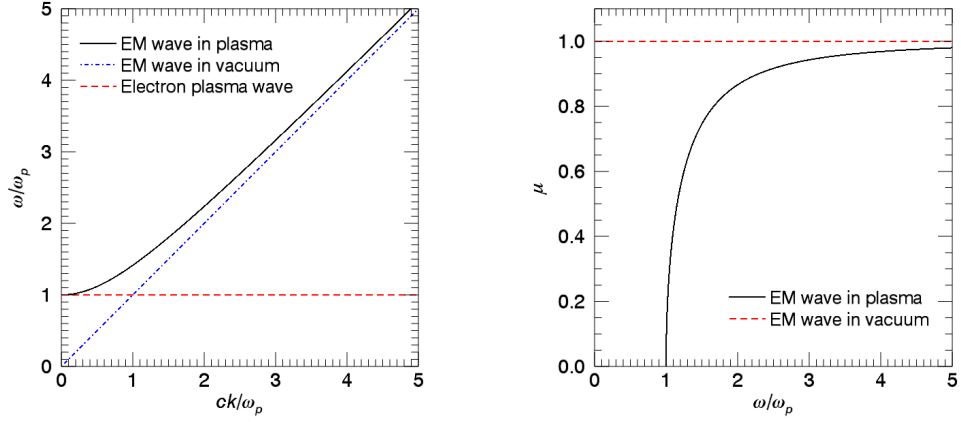 5
4
3
2
1
0
ω/ωp
EM wave in plasma
EM wave in vacuum
Electron plasma wave
0 1 2 3 4 5
ck/ωp
1.0
0.8
0.6
0.4
0.2
0.0
μ
EM wave in plasma
EM wave in vacuum
0 1 2 3 4 5
ω/ωp